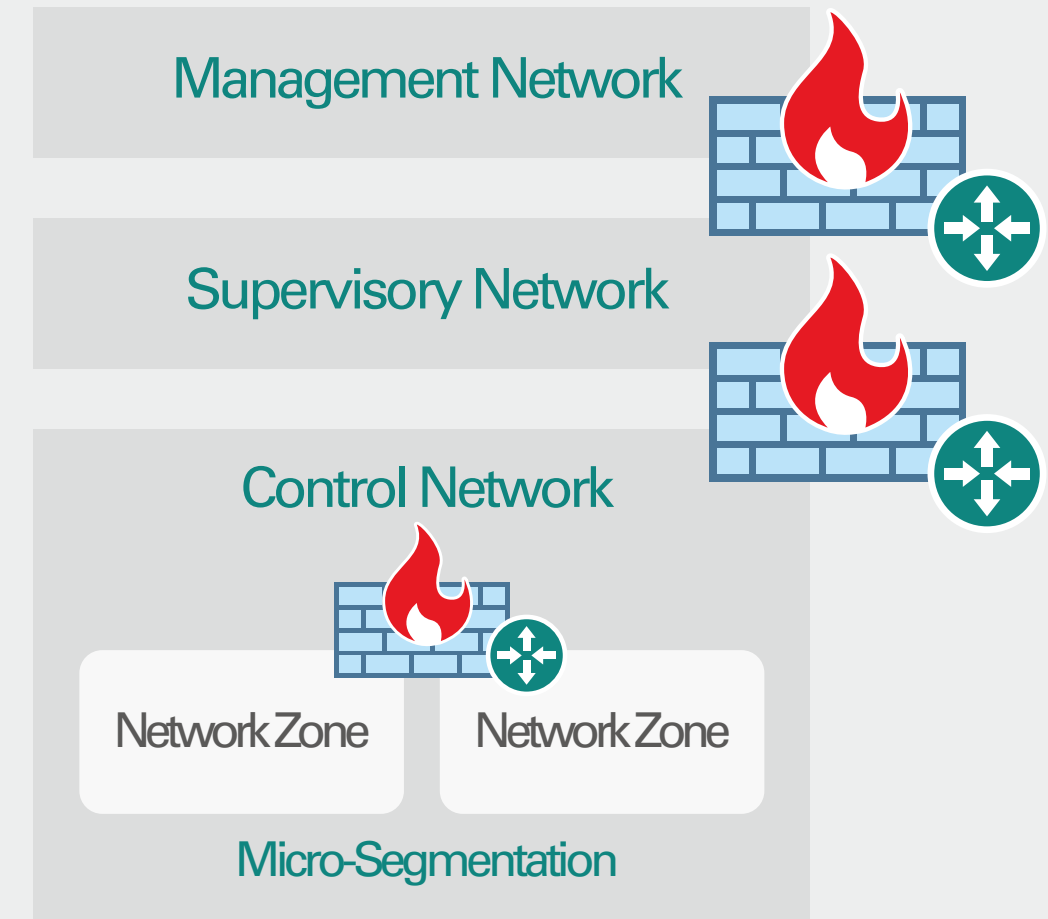 Management Network
Supervisory Network
Control Network
Network Zone
Network Zone
Micro-Segmentation